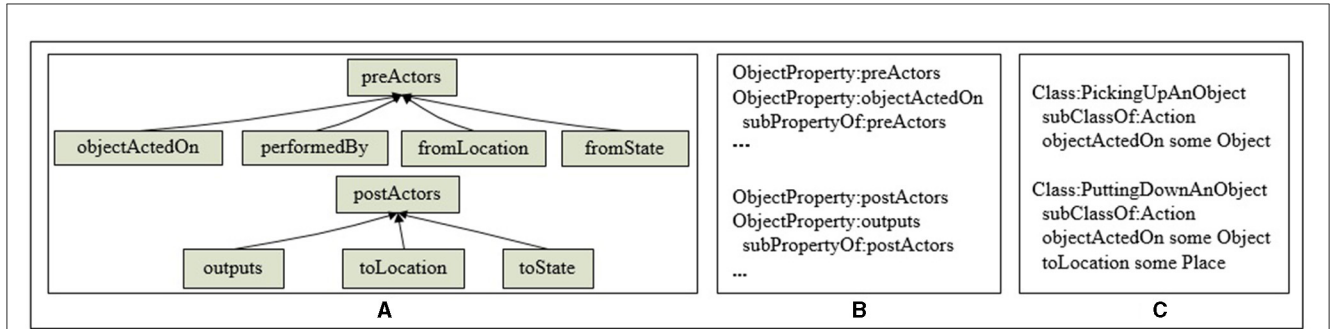 preActors
objectActedOn performedBy fromLocation fromState
postActors
outputs toLocation toState
A
ObjectProperty:preActors
ObjectProperty:objectActedOn
subPropertyOf:preActors
...
ObjectProperty:postActors
ObjectProperty:outputs
subPropertyOf:postActors
...
B
Class:PickingUpAnObject
subClassOf:Action
objectActedOn some Object
Class:PuttingDownAnObject
subClassOf:Action
objectActedOn some Object
toLocation some Place
C